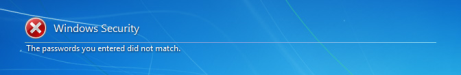 Windows Security
The passwords you entered did not match.